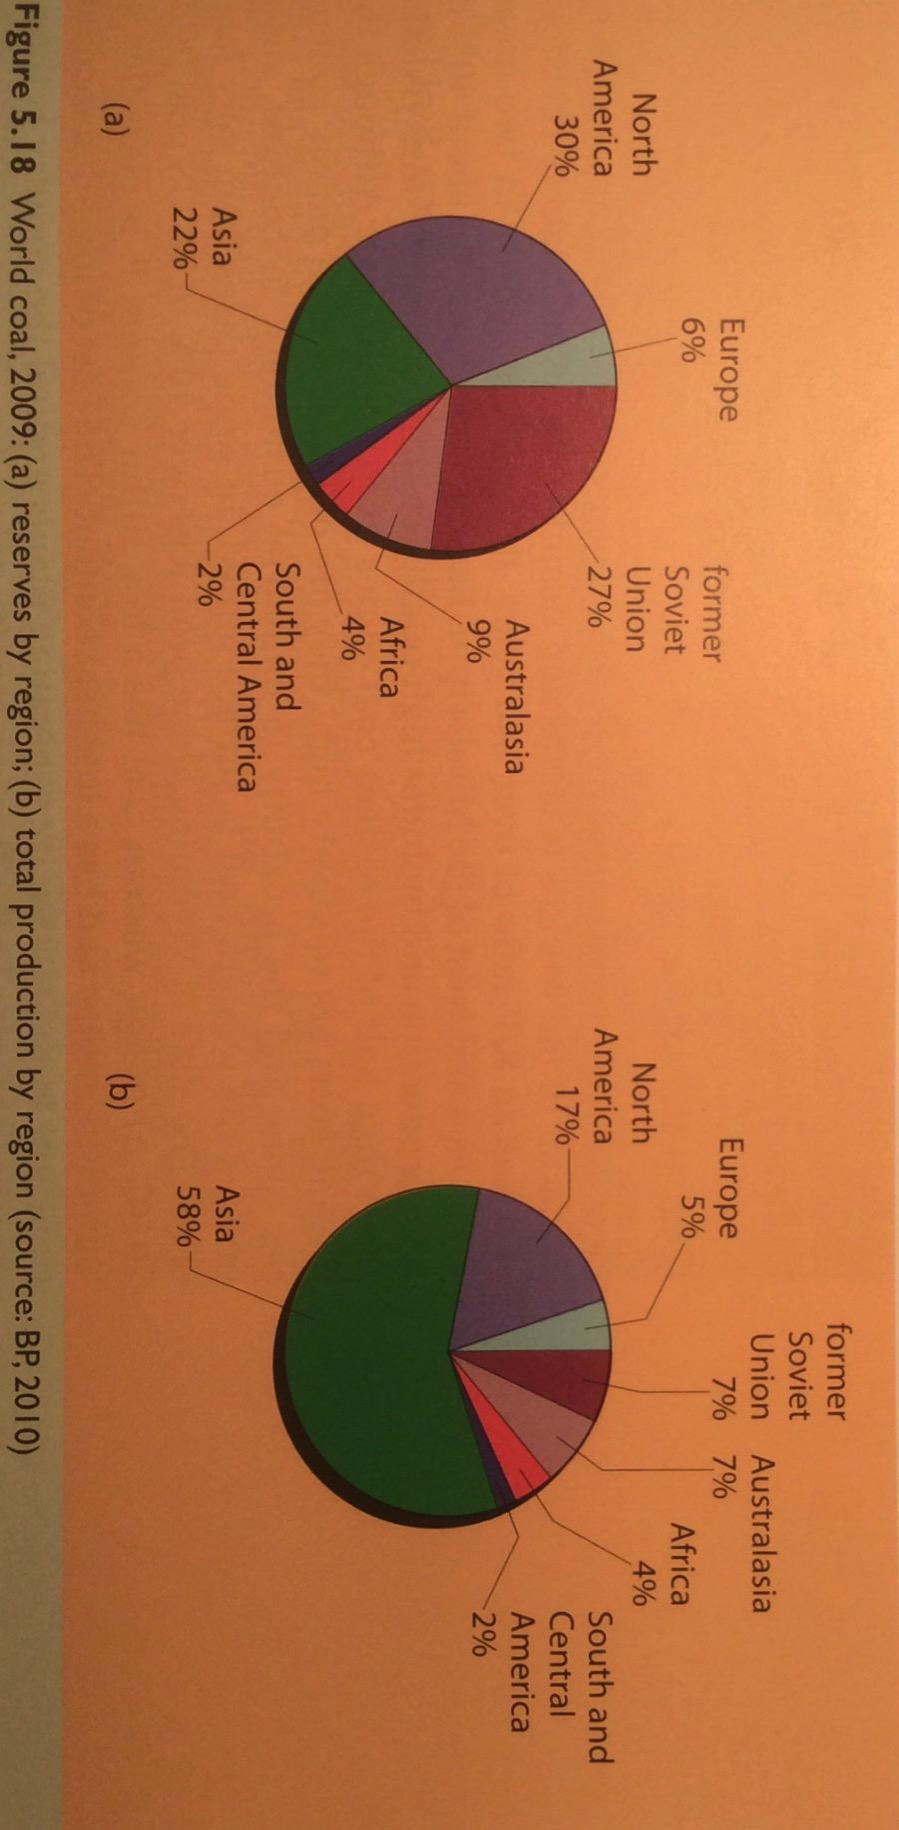 North
America
30%
Europe
6%
former
Soviet
Union
27%
Australasia
9%
Africa
4%
South and
Central America
2%
Asia
22%
(a)
North
America
17%
Europe
5%
former
Soviet
Union
7%
Australasia
7%
Africa
4%
South and
Central
America
2%
Asia
58%
(b)
Figure 5.18 World coal, 2009: (a) reserves by region; (b) total production by region (source: BP, 2010)